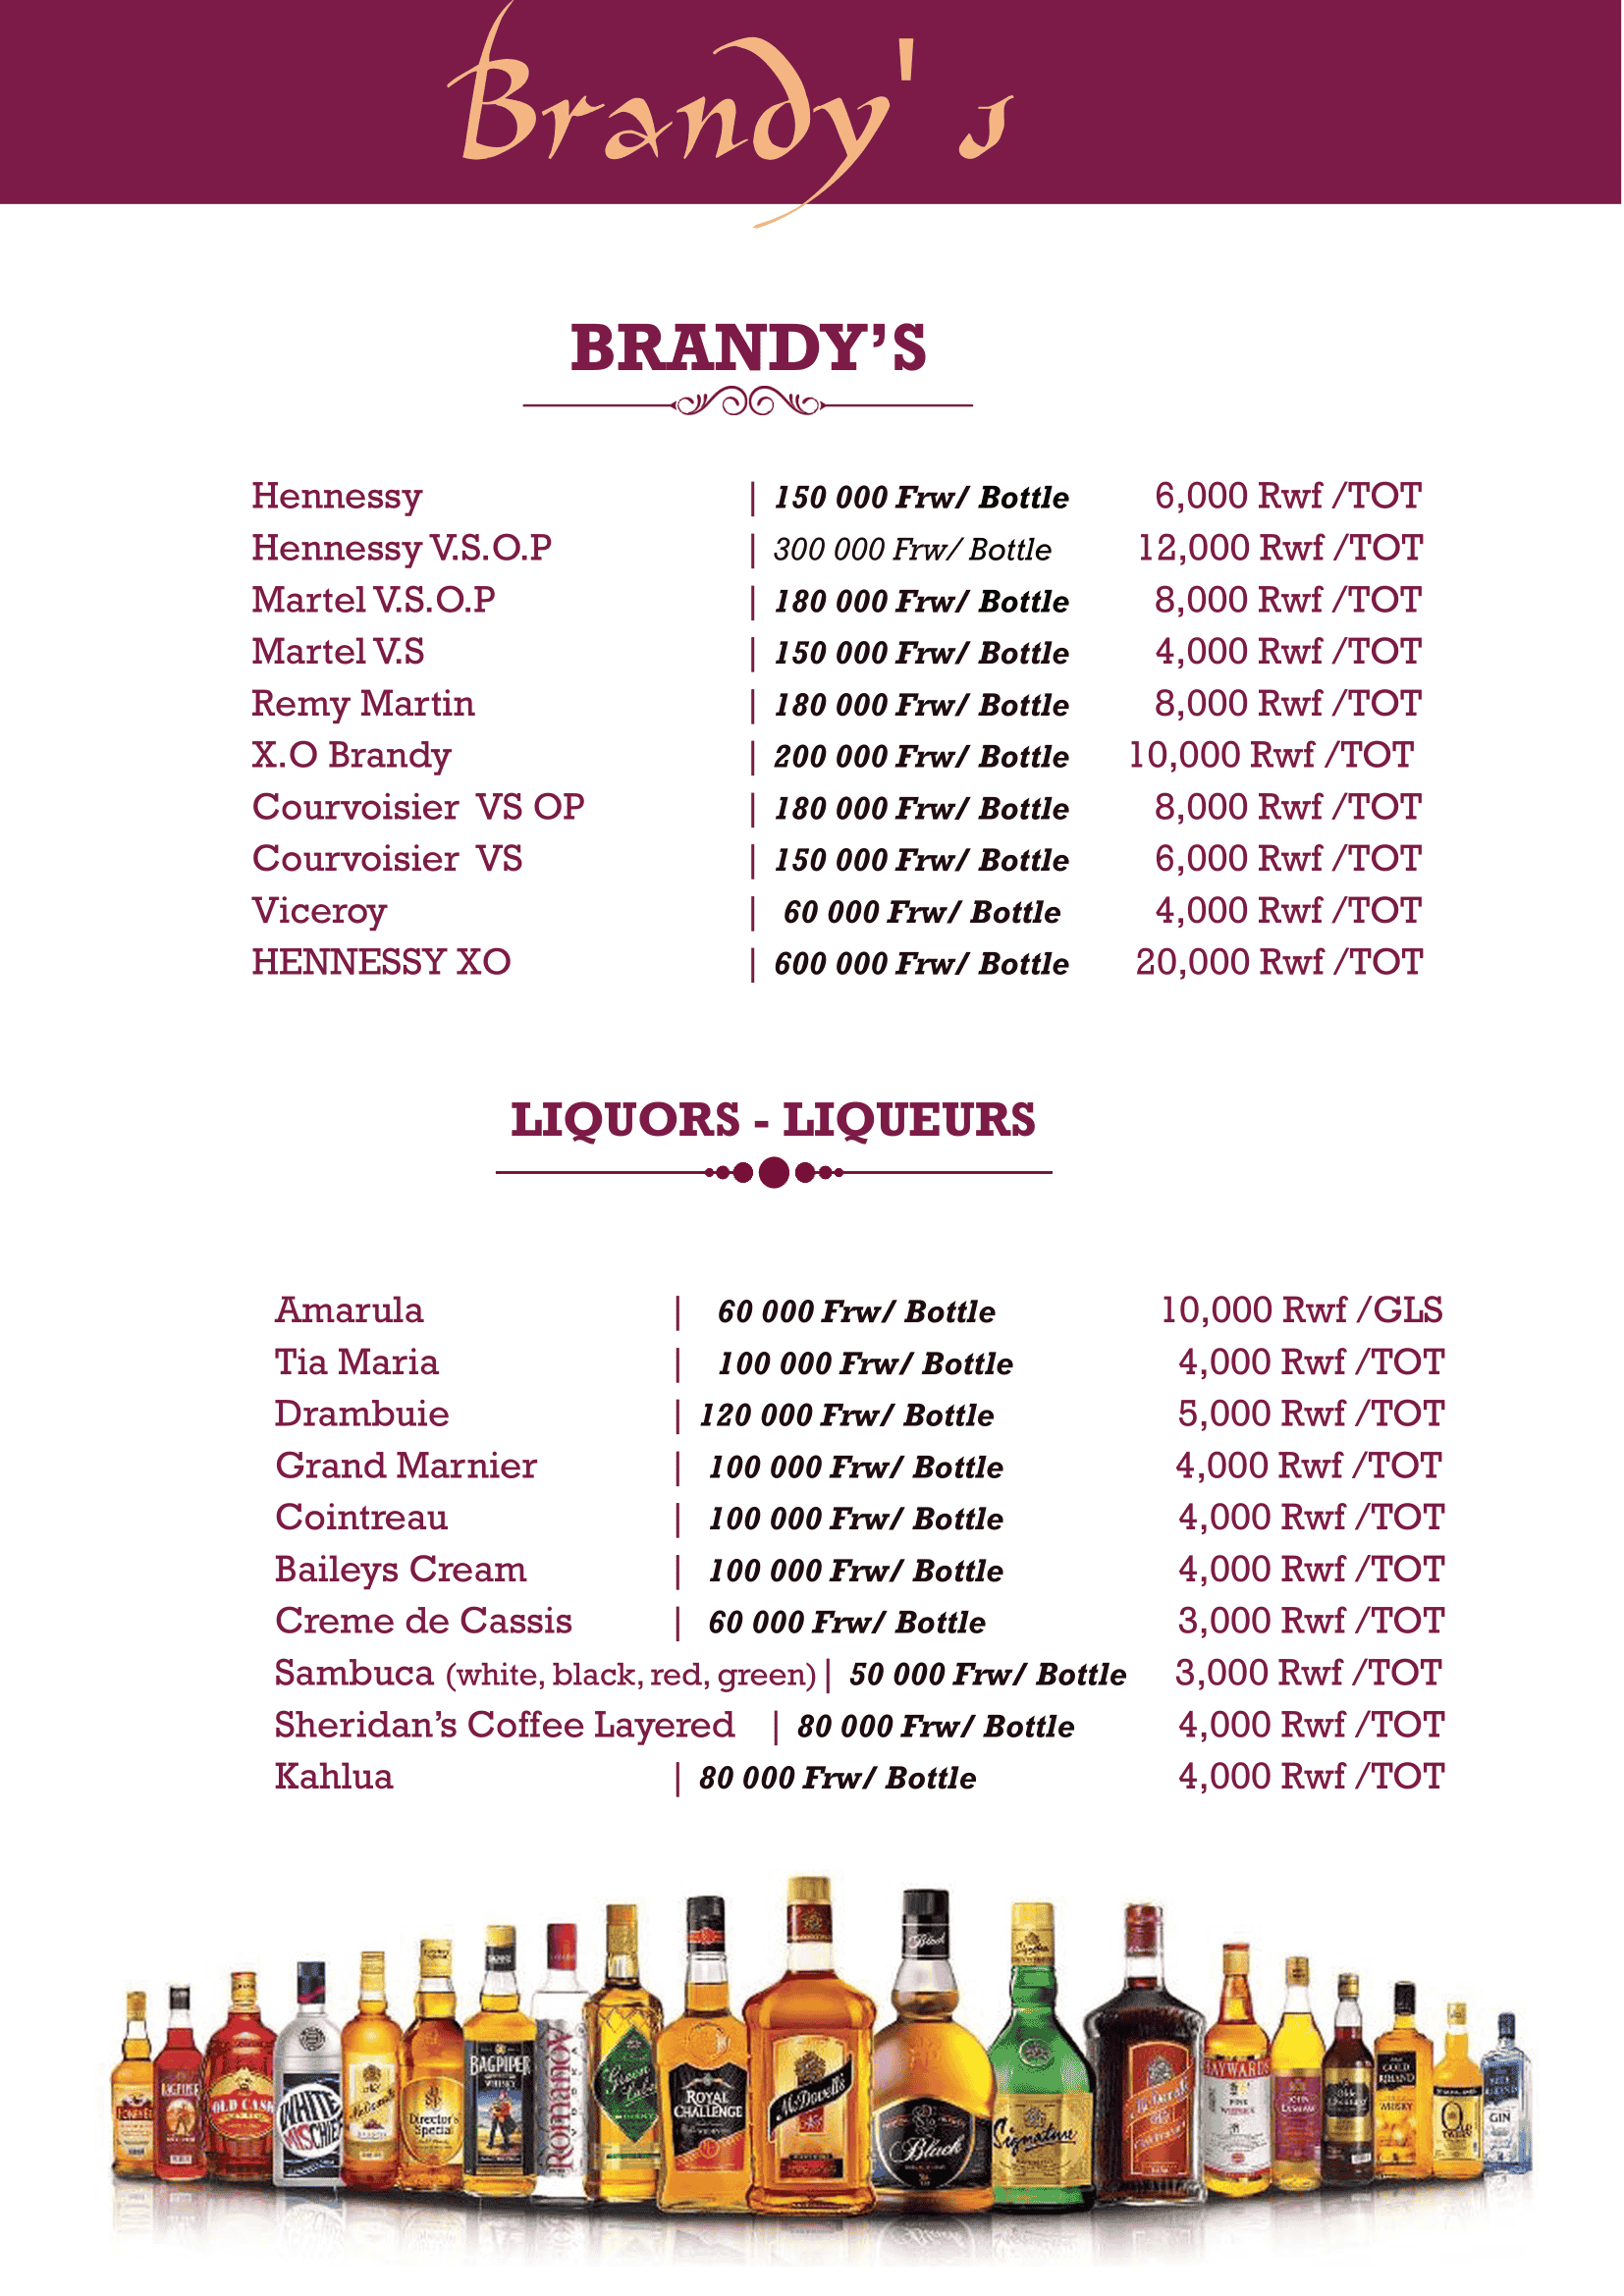 Brandy's
BRANDY’S
Hennessy | 150 000 Frw/ Bottle 6,000 Rwf /TOT
Hennessy V.S.O.P | 300 000 Frw/ Bottle 12,000 Rwf /TOT
Martel V.S.O.P | 180 000 Frw/ Bottle 8,000 Rwf /TOT
Martel V.S | 150 000 Frw/ Bottle 4,000 Rwf /TOT
Remy Martin | 180 000 Frw/ Bottle 8,000 Rwf /TOT
X.O Brandy | 200 000 Frw/ Bottle 10,000 Rwf /TOT
Courvoisier VS OP | 180 000 Frw/ Bottle 8,000 Rwf /TOT
Courvoisier VS | 150 000 Frw/ Bottle 6,000 Rwf /TOT
Viceroy | 60 000 Frw/ Bottle 4,000 Rwf /TOT
HENNESSY XO | 600 000 Frw/ Bottle 20,000 Rwf /TOT
LIQUORS - LIQUEURS
Amarula | 60 000 Frw/ Bottle 10,000 Rwf /GLS
Tia Maria | 100 000 Frw/ Bottle 4,000 Rwf /TOT
Drambuie | 120 000 Frw/ Bottle 5,000 Rwf /TOT
Grand Marnier | 100 000 Frw/ Bottle 4,000 Rwf /TOT
Cointreau | 100 000 Frw/ Bottle 4,000 Rwf /TOT
Baileys Cream | 100 000 Frw/ Bottle 4,000 Rwf /TOT
Creme de Cassis | 60 000 Frw/ Bottle 3,000 Rwf /TOT
Sambuca (white, black, red, green) | 50 000 Frw/ Bottle 3,000 Rwf /TOT
Sheridan’s Coffee Layered | 80 000 Frw/ Bottle 4,000 Rwf /TOT
Kahlua | 80 000 Frw/ Bottle 4,000 Rwf /TOT
OLD CASK
WHITE
MISCHIEF
Director's
Special
BAGPIPER
WHISKY
Romanov
VODKA
Green
Label
ROYAL
CHALLENGE
McDowell's
Black
Black
Signature
GIN